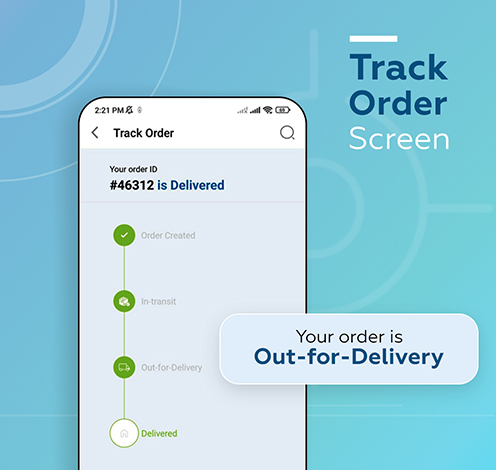 Track
Order
Screen
2:21 PM
Track Order
Your order ID
#46312 is Delivered
Order Created
In-transit
Out-for-Delivery
Delivered
Your order is
Out-for-Delivery